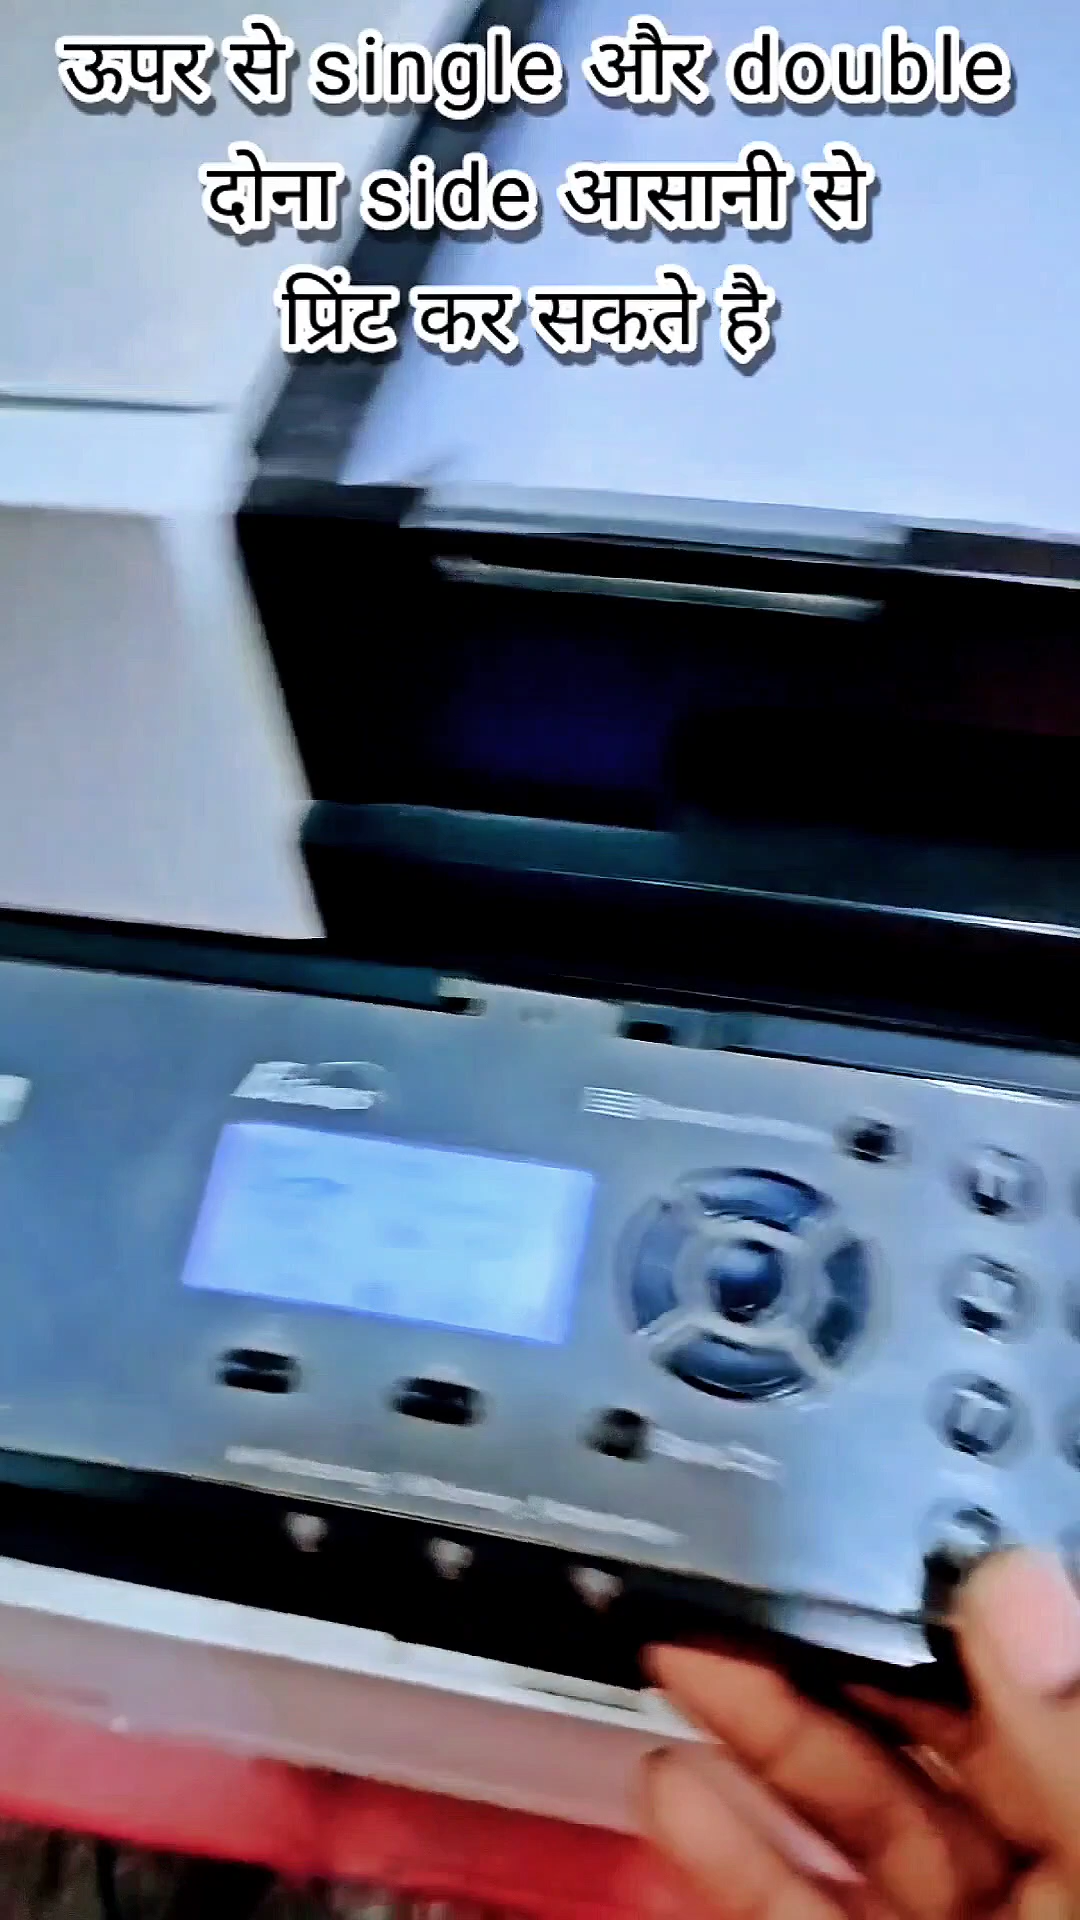 ऊपर से single और double
दोना side आसानी से
प्रिंट कर सकते है